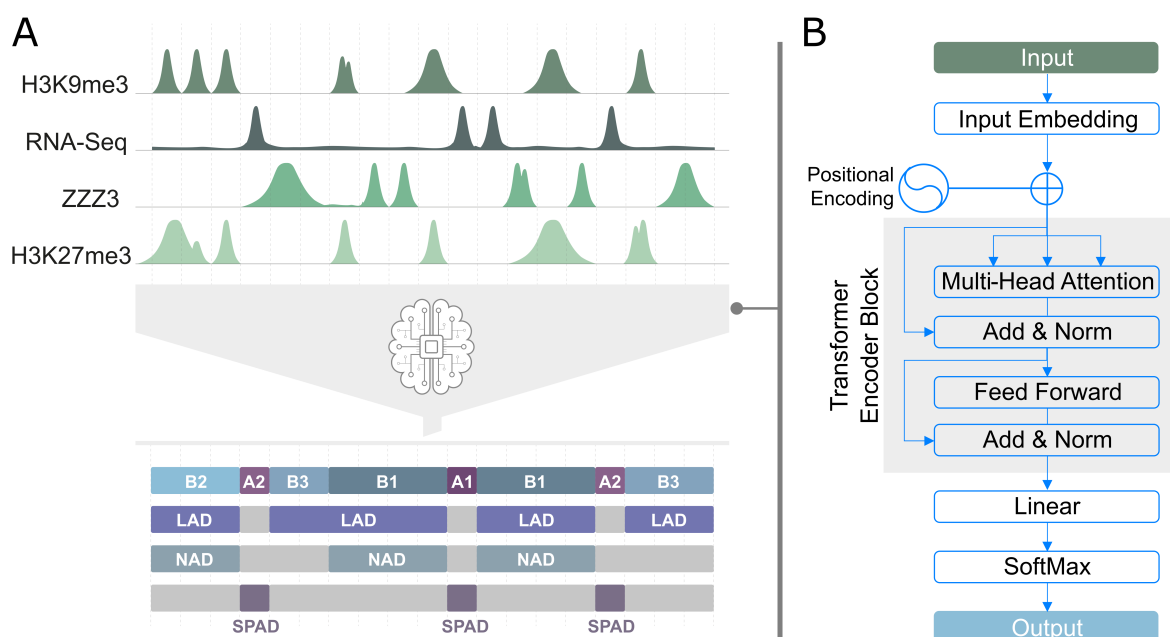 A
H3K9me3
RNA-Seq
ZZZ3
H3K27me3
B2 A2 B3 B1 A1 B1 A2 B3
LAD LAD LAD LAD
NAD NAD NAD
SPAD SPAD SPAD
B
Input
Input Embedding
Positional
Encoding
Transformer
Encoder Block
Multi-Head Attention
Add & Norm
Feed Forward
Add & Norm
Linear
SoftMax
Output